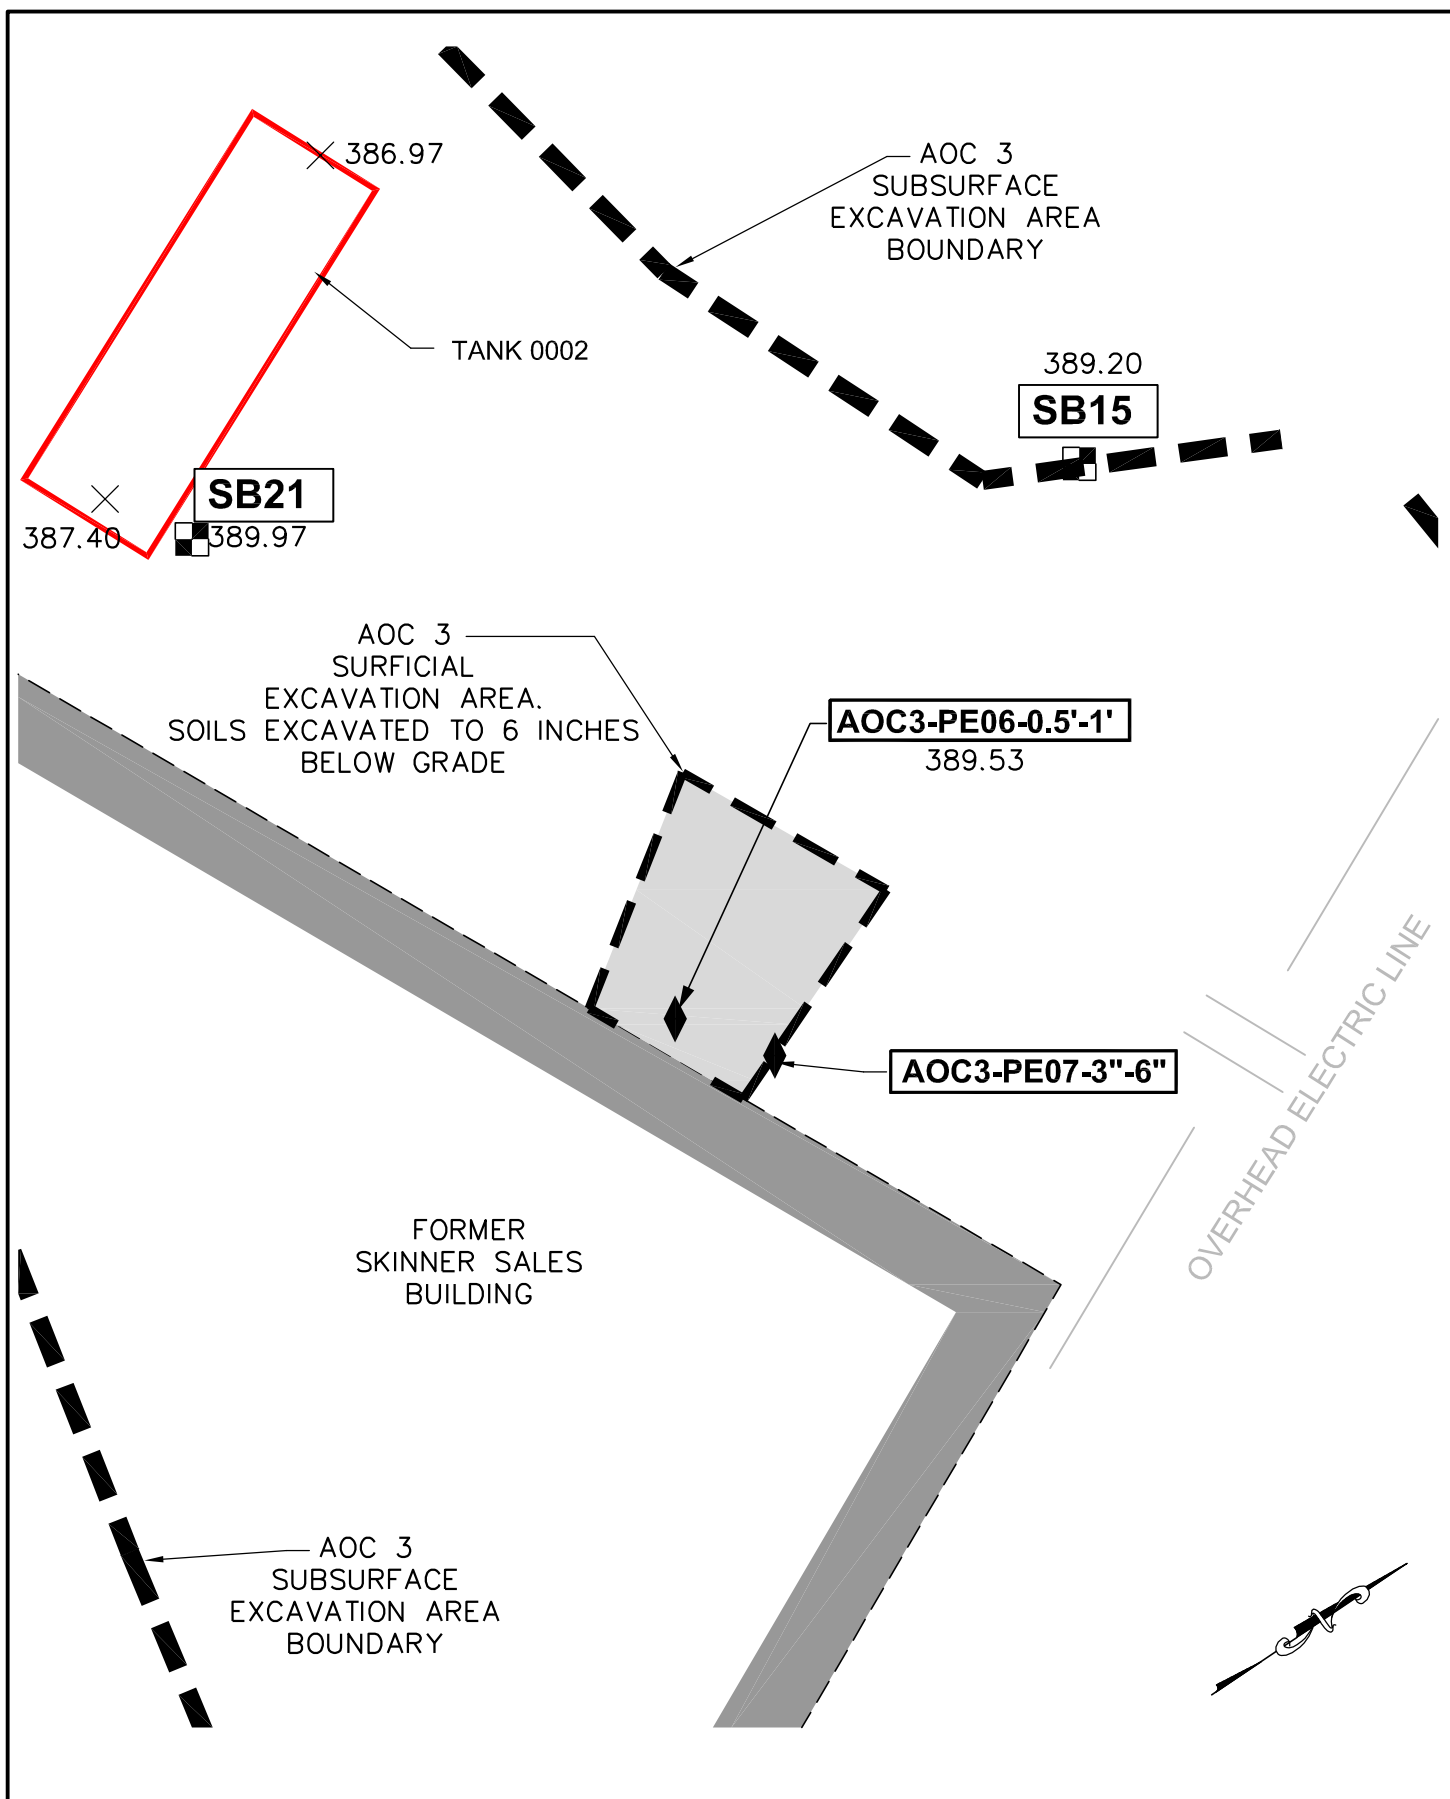 386.97
AOC 3
SUBSURFACE
EXCAVATION AREA
BOUNDARY
TANK 0002
389.20
SB15
SB21
387.40
389.97
AOC 3
SURFICIAL
EXCAVATION AREA.
SOILS EXCAVATED TO 6 INCHES
BELOW GRADE
AOC3-PE06-0.5'-1'
389.53
AOC3-PE07-3"-6"
OVERHEAD ELECTRIC LINE
FORMER
SKINNER SALES
BUILDING
AOC 3
SUBSURFACE
EXCAVATION AREA
BOUNDARY
N